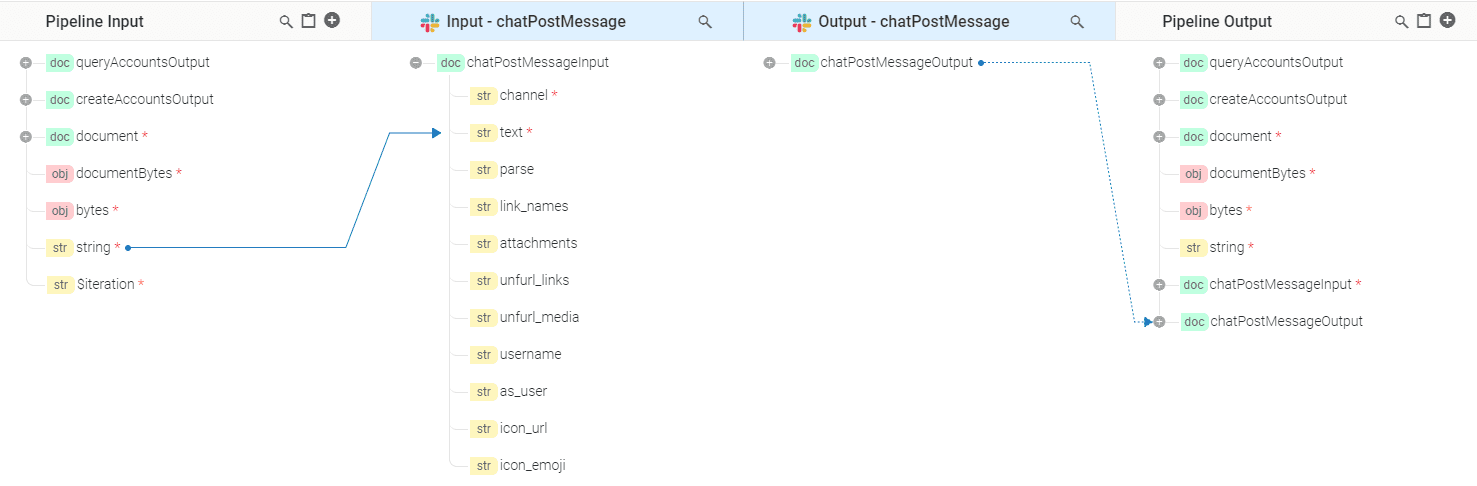 Pipeline Input
doc queryAccountsOutput
doc createAccountsOutput
doc document *
obj documentBytes *
obj bytes *
str string *
str $iteration *
Input - chatPostMessage
doc chatPostMessageInput
str channel *
str text *
str parse
str link_names
str attachments
str unfurl_links
str unfurl_media
str username
str as_user
str icon_url
str icon_emoji
Output - chatPostMessage
doc chatPostMessageOutput
Pipeline Output
doc queryAccountsOutput
doc createAccountsOutput
doc document *
obj documentBytes *
obj bytes *
str string *
doc chatPostMessageInput *
doc chatPostMessageOutput